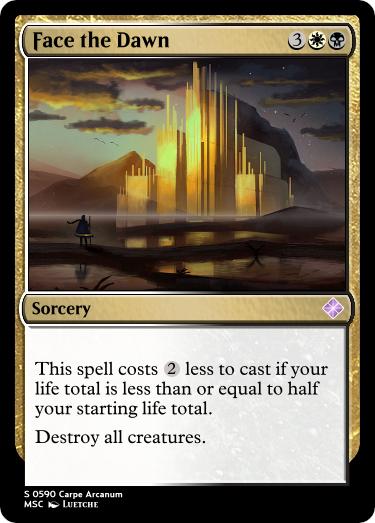 Face the Dawn 3
Sorcery
This spell costs 2 less to cast if your
life total is less than or equal to half
your starting life total.
Destroy all creatures.
S 0590 Carpe Arcanum
MSC Luetche